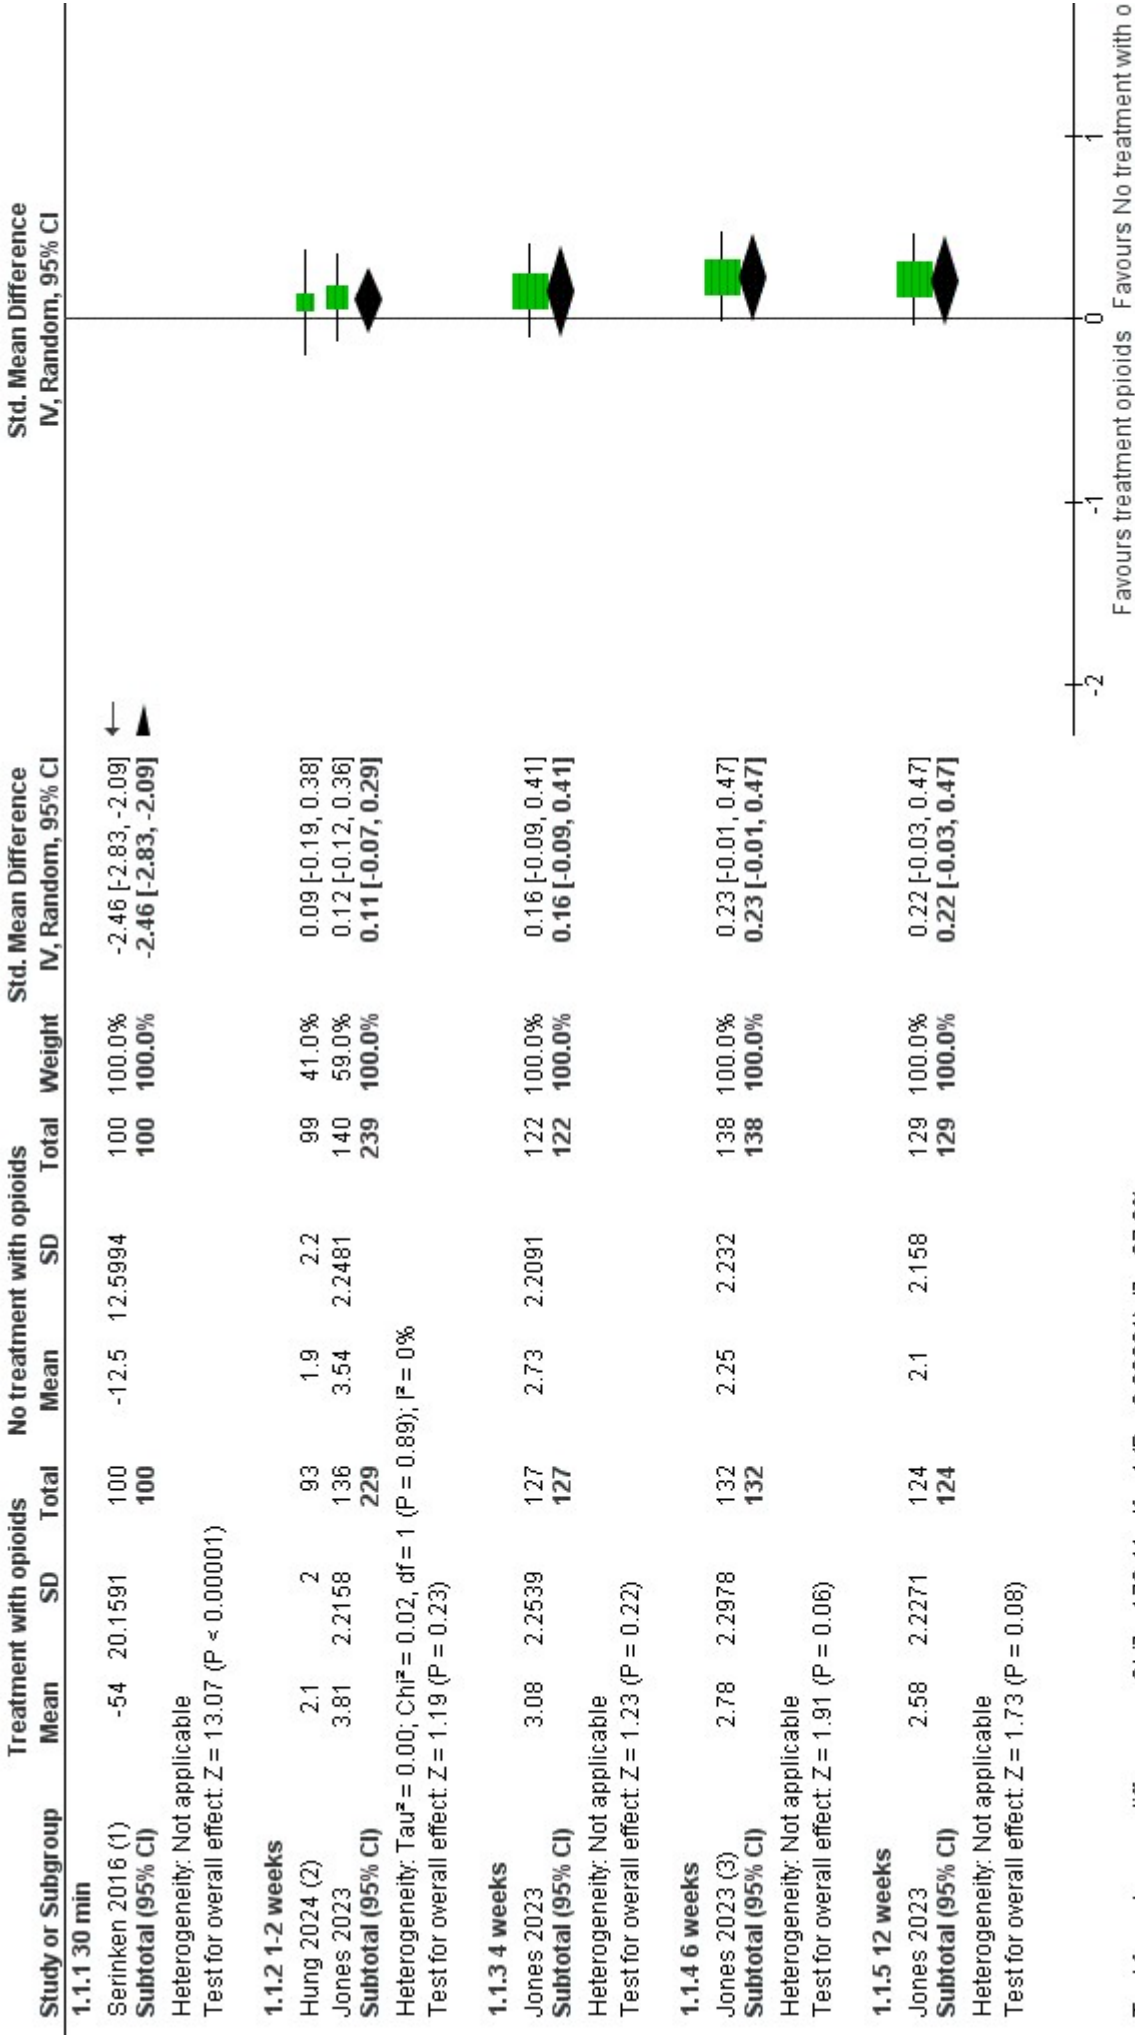 Treatment with opioids No treatment with opioids Std. Mean Difference Std. Mean Difference
Study or Subgroup Mean SD Total Mean SD Total Weight IV, Random, 95% CI IV, Random, 95% CI
1.1.1 30 min
Serinken 2016 (1) -54 20.1591 100 -12.5 12.5994 100 100.0% -2.46 [-2.83, -2.09]
Subtotal (95% CI) 100 100 100.0% -2.46 [-2.83, -2.09]
Heterogeneity: Not applicable
Test for overall effect: Z = 13.07 (P < 0.00001)
1.1.2 1-2 weeks
Hung 2024 (2) 2.1 2 93 1.9 2.2 99 41.0% 0.09 [-0.19, 0.38]
Jones 2023 3.81 2.2158 136 3.54 2.2481 140 59.0% 0.12 [-0.12, 0.36]
Subtotal (95% CI) 229 239 100.0% 0.11 [-0.07, 0.29]
Heterogeneity: Tau² = 0.00; Chi² = 0.02, df = 1 (P = 0.89); I² = 0%
Test for overall effect: Z = 1.19 (P = 0.23)
1.1.3 4 weeks
Jones 2023 3.08 2.2539 127 2.73 2.2091 122 100.0% 0.16 [-0.09, 0.41]
Subtotal (95% CI) 127 122 100.0% 0.16 [-0.09, 0.41]
Heterogeneity: Not applicable
Test for overall effect: Z = 1.23 (P = 0.22)
1.1.4 6 weeks
Jones 2023 (3) 2.78 2.2978 132 2.25 2.232 138 100.0% 0.23 [-0.01, 0.47]
Subtotal (95% CI) 132 138 100.0% 0.23 [-0.01, 0.47]
Heterogeneity: Not applicable
Test for overall effect: Z = 1.91 (P = 0.06)
1.1.5 12 weeks
Jones 2023 2.58 2.2271 124 2.1 2.158 129 100.0% 0.22 [-0.03, 0.47]
Subtotal (95% CI) 124 129 100.0% 0.22 [-0.03, 0.47]
Heterogeneity: Not applicable
Test for overall effect: Z = 1.73 (P = 0.08)
-2 -1 0 1
Favours treatment opioids Favours No treatment with o